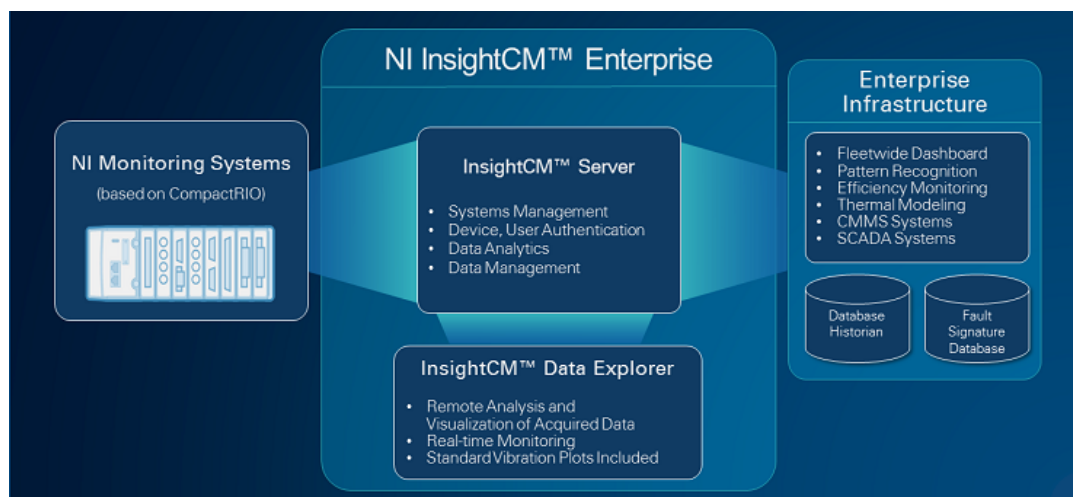 NI InsightCM™ Enterprise
NI Monitoring Systems
(based on CompactRIO)
InsightCM™ Server
• Systems Management
• Device, User Authentication
• Data Analytics
• Data Management
InsightCM™ Data Explorer
• Remote Analysis and
Visualization of Acquired Data
• Real-time Monitoring
• Standard Vibration Plots Included
Enterprise
Infrastructure
• Fleetwide Dashboard
• Pattern Recognition
• Efficiency Monitoring
• Thermal Modeling
• CMMS Systems
• SCADA Systems
Database
Historian
Fault
Signature
Database